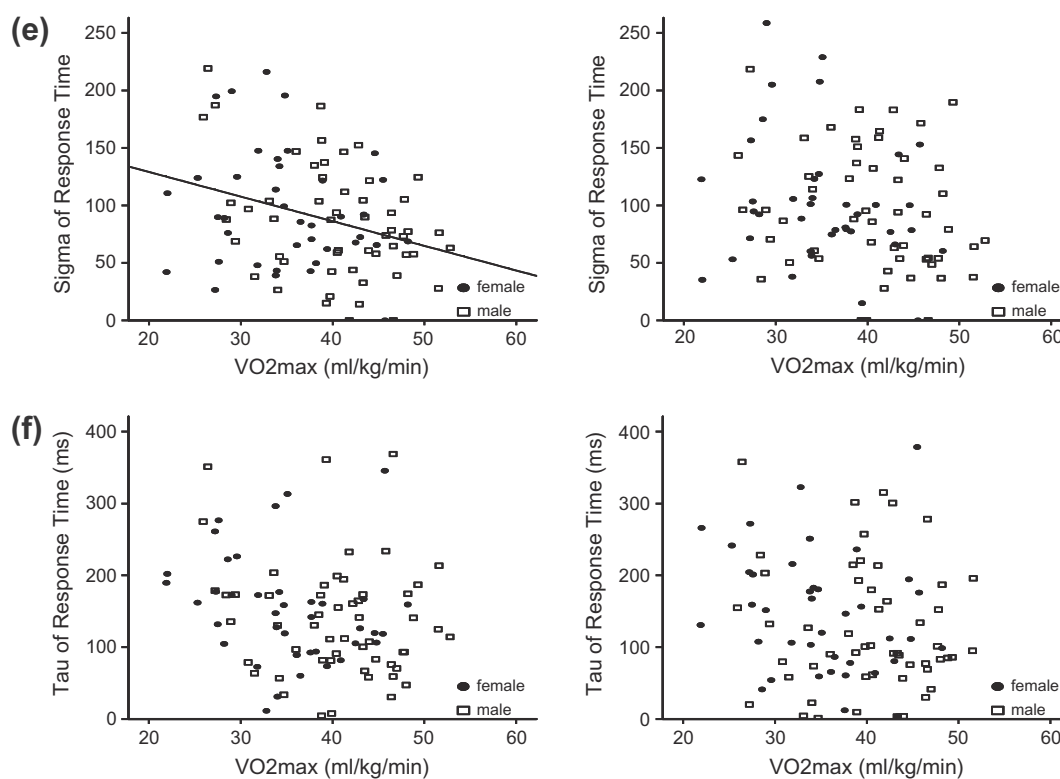 (e)
Sigma of Response Time
250
200
150
100
50
0
20 30 40 50 60
VO2max (ml/kg/min)
female
male
Sigma of Response Time
250
200
150
100
50
0
20 30 40 50 60
VO2max (ml/kg/min)
female
male
(f)
Tau of Response Time (ms)
400
300
200
100
0
20 30 40 50 60
VO2max (ml/kg/min)
female
male
Tau of Response Time (ms)
400
300
200
100
0
20 30 40 50 60
VO2max (ml/kg/min)
female
male